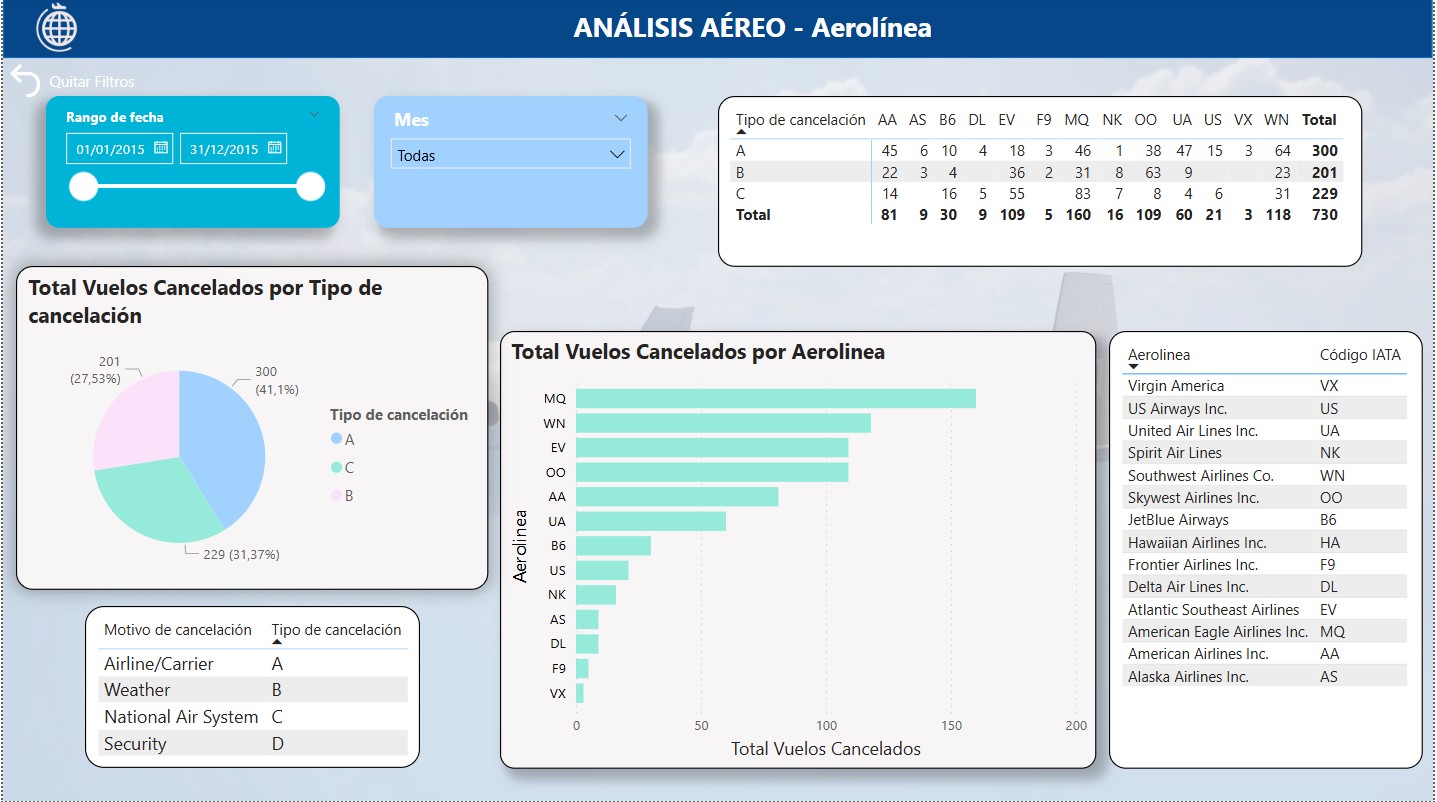 ANÁLISIS AÉREO - Aerolínea
Quitar Filtros
Rango de fecha
01/01/2015 31/12/2015
Mes
Todas
Tipo de cancelación AA AS B6 DL EV F9 MQ NK OO UA US VX WN Total
A 45 6 10 4 18 3 46 1 38 47 15 3 64 300
B 22 3 4 36 2 31 8 63 9 23 201
C 14 16 5 55 83 7 8 4 6 31 229
Total 81 9 30 9 109 5 160 16 109 60 21 3 118 730
Total Vuelos Cancelados por Tipo de
cancelación
201
(27,53%)
300
(41,1%)
229 (31,37%)
Tipo de cancelación
A
C
B
Motivo de cancelación Tipo de cancelación
Airline/Carrier A
Weather B
National Air System C
Security D
Total Vuelos Cancelados por Aerolinea
Aerolinea
MQ
WN
EV
OO
AA
UA
B6
US
NK
AS
DL
F9
VX
0 50 100 150 200
Total Vuelos Cancelados
Aerolinea Código IATA
Virgin America VX
US Airways Inc. US
United Air Lines Inc. UA
Spirit Air Lines NK
Southwest Airlines Co. WN
Skywest Airlines Inc. OO
JetBlue Airways B6
Hawaiian Airlines Inc. HA
Frontier Airlines Inc. F9
Delta Air Lines Inc. DL
Atlantic Southeast Airlines EV
American Eagle Airlines Inc. MQ
American Airlines Inc. AA
Alaska Airlines Inc. AS